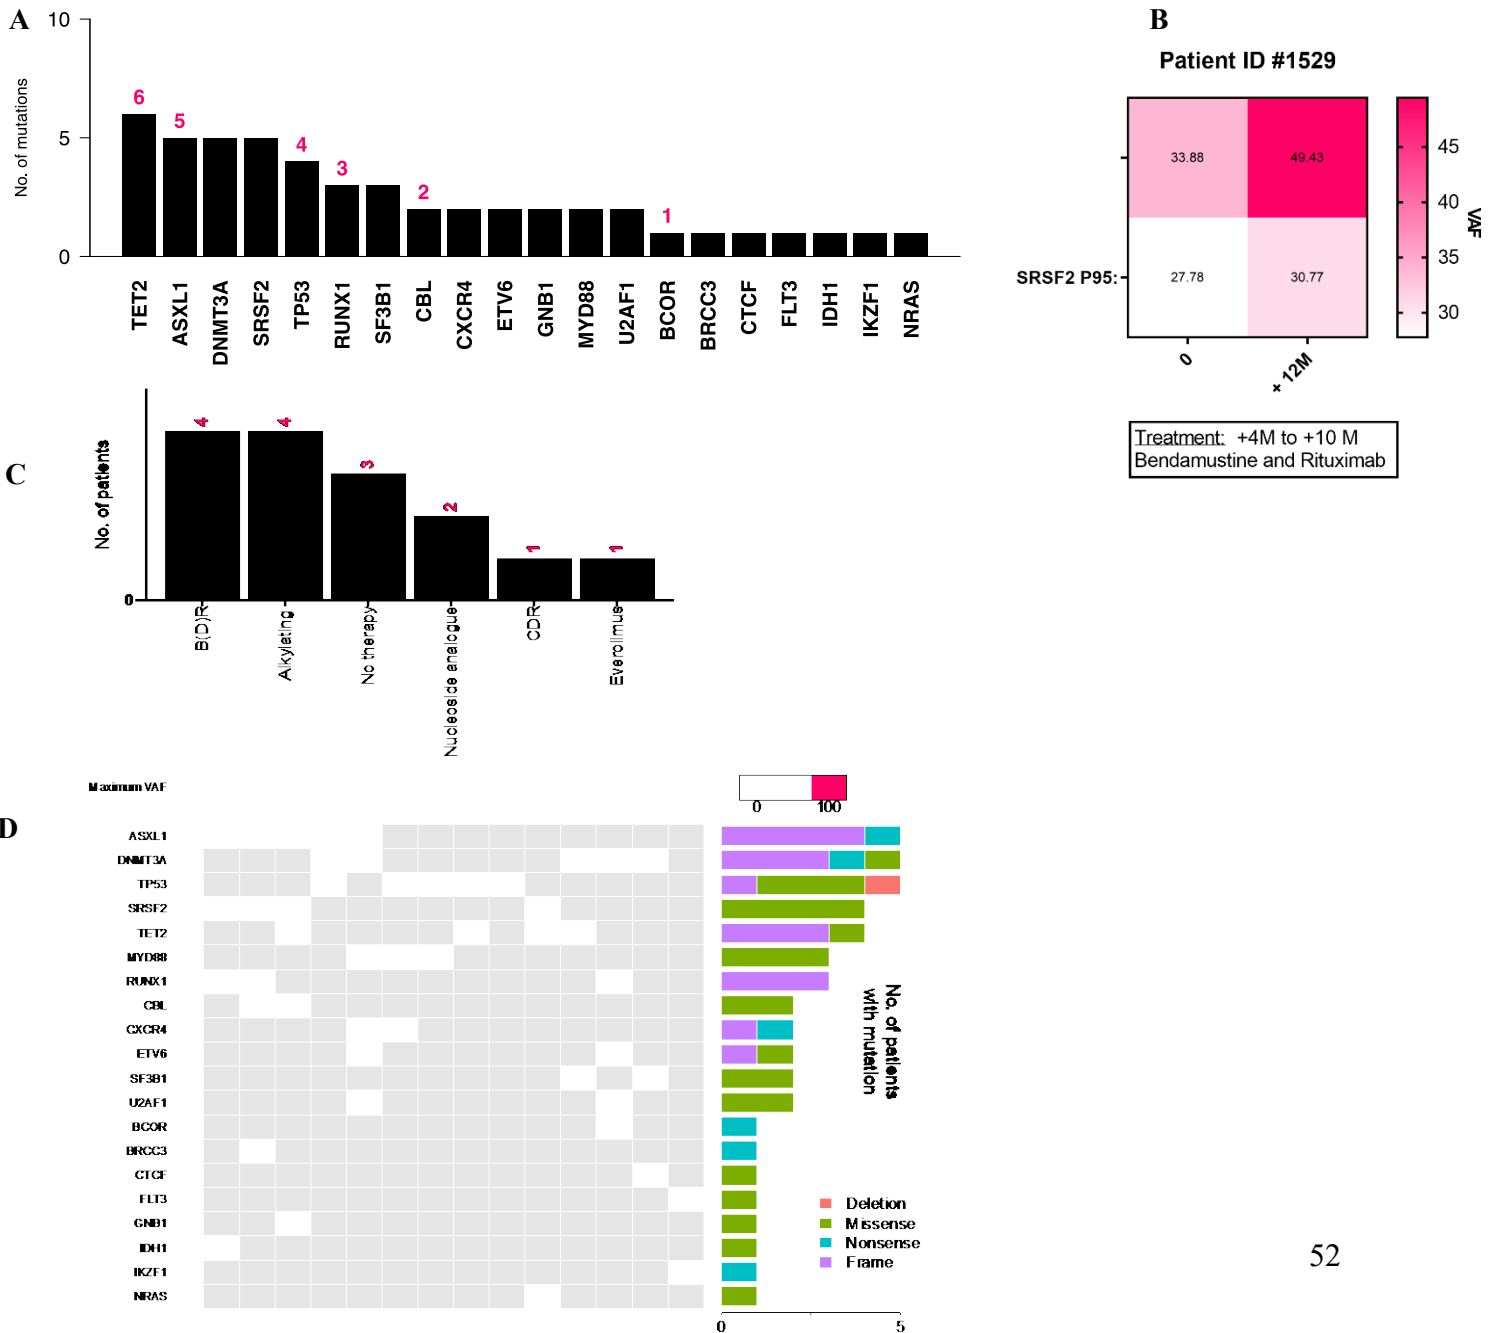 A
B
10
5
0
No. of mutations
6
5
4
3
2
1
TET2
ASXL1
DNMT3A
SRSF2
TP53
RUNX1
SF3B1
CBL
CXCR4
ETV6
GNB1
MYD88
U2AF1
BCOR
BRCC3
CTCF
FLT3
IDH1
IKZF1
NRAS
Patient ID #1529
33.88 49.43
SRSF2 P95: 27.78 30.77
0
+ 12M
45
40
35
30
VAF
Treatment: +4M to +10 M
Bendamustine and Rituximab
C
No. of patients
0
4
4
3
2
1
1
B(D)R
Alkylating
No therapy
Nucleoside analogue
CDR
Everolimus
Maximum VAF
0 100
D
ASXL1
DNMT3A
TP53
SRSF2
TET2
MYD88
RUNX1
CBL
CXCR4
ETV6
SF3B1
U2AF1
BCOR
BRCC3
CTCF
FLT3
GNB1
IDH1
IKZF1
NRAS
No. of patients
with mutation
Deletion
Missense
Nonsense
Frame
0 5
52